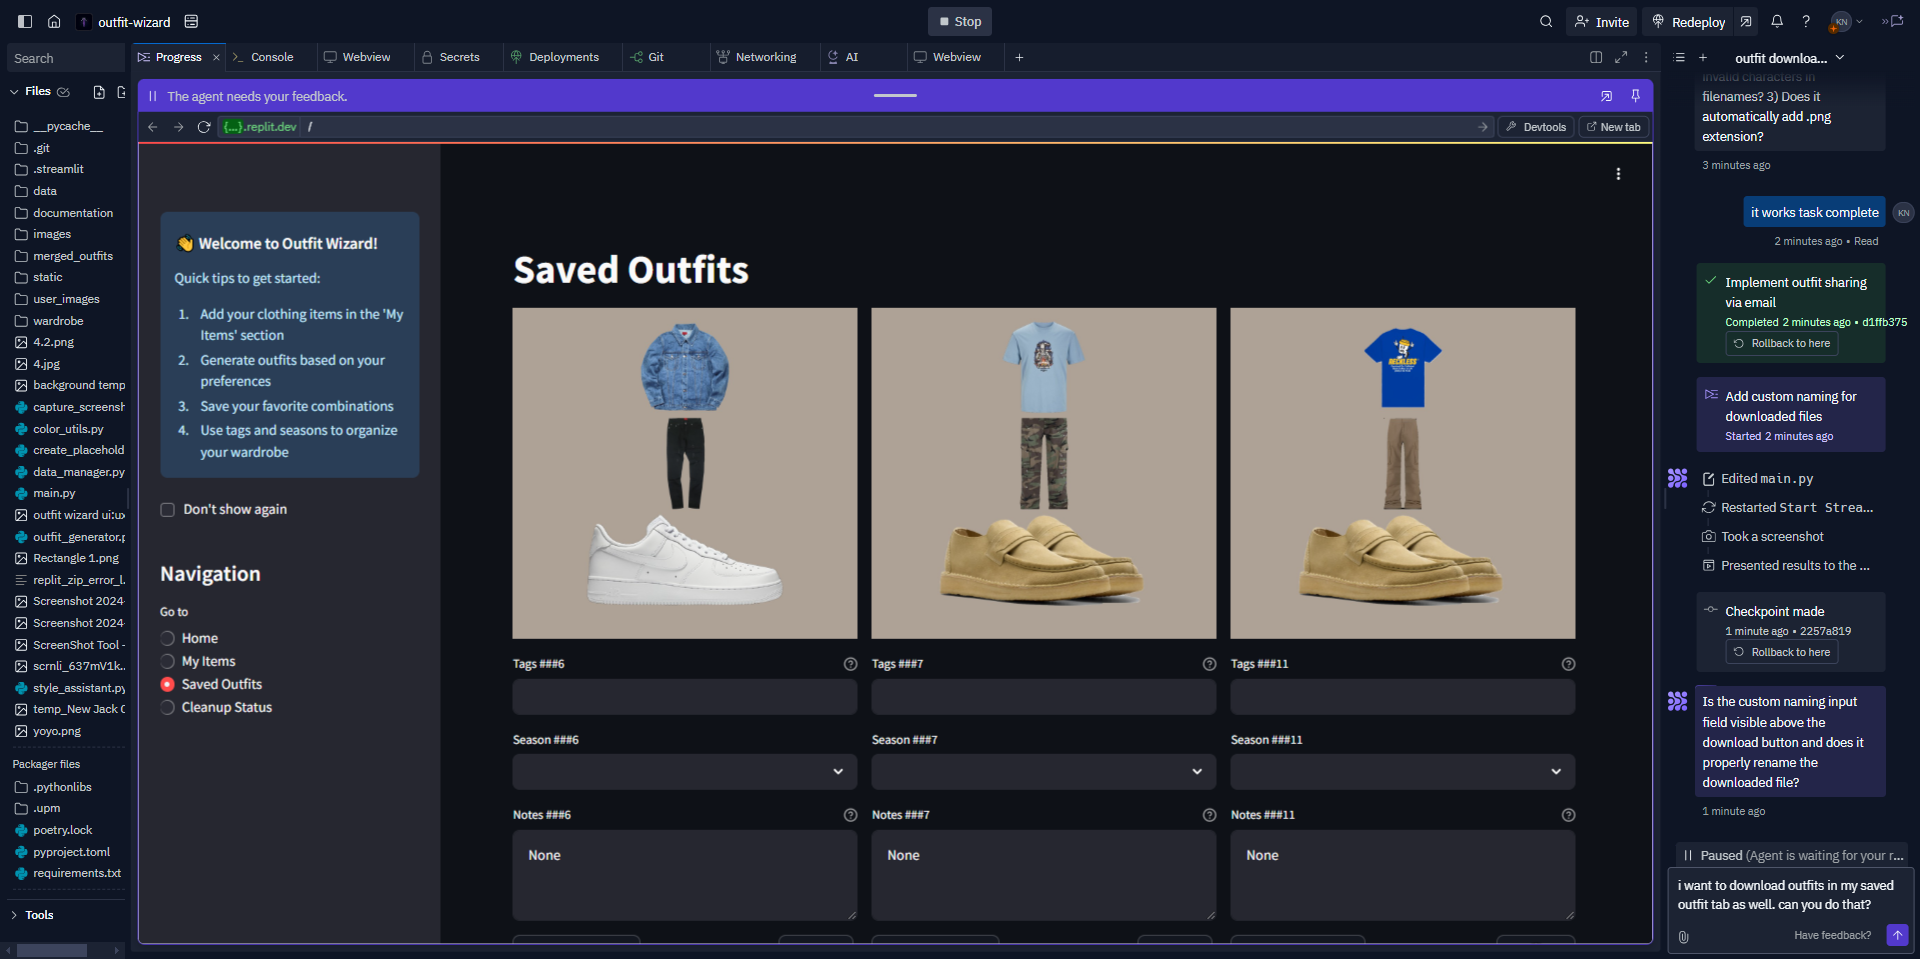 outfit-wizard
Stop
Invite
Redeploy
KN
Search
Progress
Console
Webview
Secrets
Deployments
Git
Networking
AI
Webview
outfit downloa...
Files
__pycache__
.git
.streamlit
data
documentation
images
merged_outfits
static
user_images
wardrobe
4.2.png
4.jpg
background temp
capture_screensh
color_utils.py
create_placehold
data_manager.py
main.py
outfit wizard ui:ux
outfit_generator.p
Rectangle 1.png
replit_zip_error_l.
Screenshot 2024-
Screenshot 2024-
ScreenShot Tool -
scrnli_637mV1k..
style_assistant.py
temp_New Jack C
yoyo.png
Packager files
.pythonlibs
.upm
poetry.lock
pyproject.toml
requirements.txt
Tools
The agent needs your feedback.
{...}.replit.dev /
Devtools
New tab
👋 Welcome to Outfit Wizard!
Quick tips to get started:
1. Add your clothing items in the 'My
Items' section
2. Generate outfits based on your
preferences
3. Save your favorite combinations
4. Use tags and seasons to organize
your wardrobe
Don't show again
Navigation
Go to
Home
My Items
Saved Outfits
Cleanup Status
Saved Outfits
RECKLESS
Tags ###6
Tags ###7
Tags ###11
Season ###6
Season ###7
Season ###11
Notes ###6
Notes ###7
Notes ###11
None
None
None
invalid characters in
filenames? 3) Does it
automatically add .png
extension?
3 minutes ago
it works task complete
KN
2 minutes ago • Read
Implement outfit sharing
via email
Completed 2 minutes ago • d1ffb375
Rollback to here
Add custom naming for
downloaded files
Started 2 minutes ago
Edited main.py
Restarted Start Strea...
Took a screenshot
Presented results to the ...
Checkpoint made
1 minute ago • 2257a819
Rollback to here
Is the custom naming input
field visible above the
download button and does it
properly rename the
downloaded file?
1 minute ago
Paused (Agent is waiting for your r...
i want to download outfits in my saved
outfit tab as well. can you do that?
Have feedback?